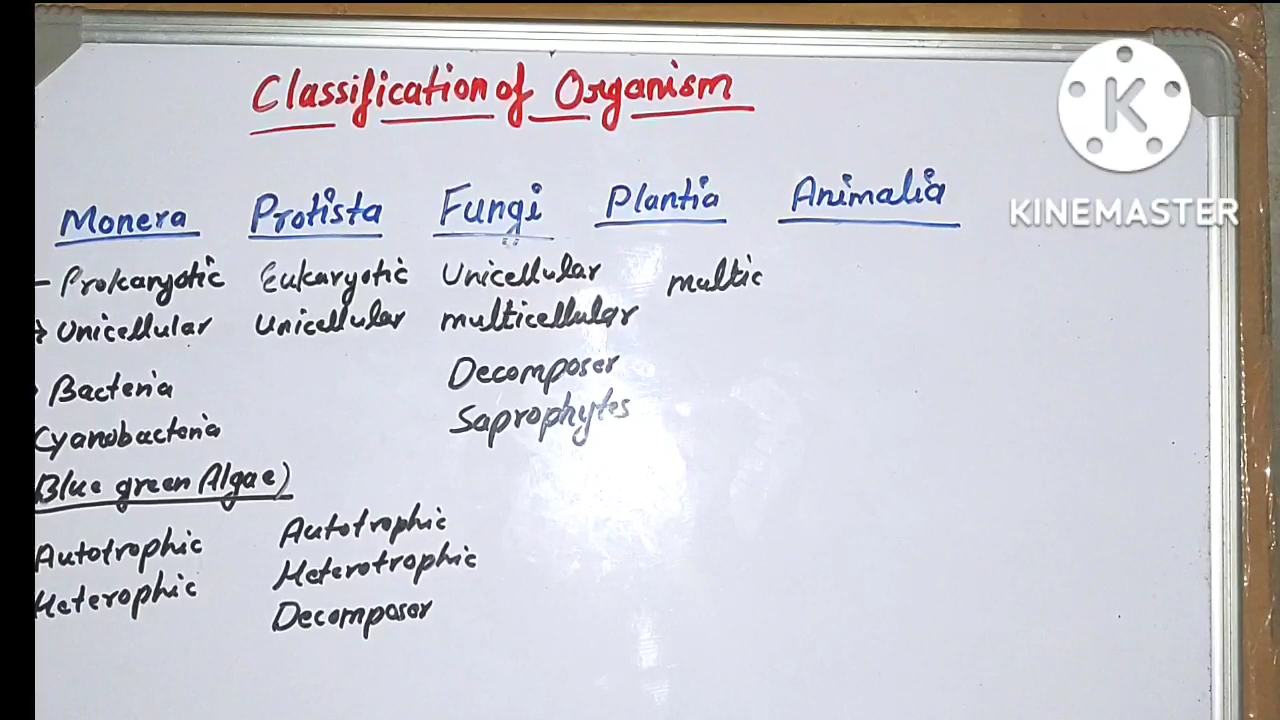 Classification of Organism
K
KINEMASTER
Monera Protista Fungi Plantia Animalia
Prokaryotic Eukaryotic Unicellular multic
Unicellular Unicellular multicellular
Bacteria Decomposer
Cyanobacteria Saprophytes
Blue green Algae)
Autotrophic Autotrophic
Heterophic Heterotrophic
Decomposer